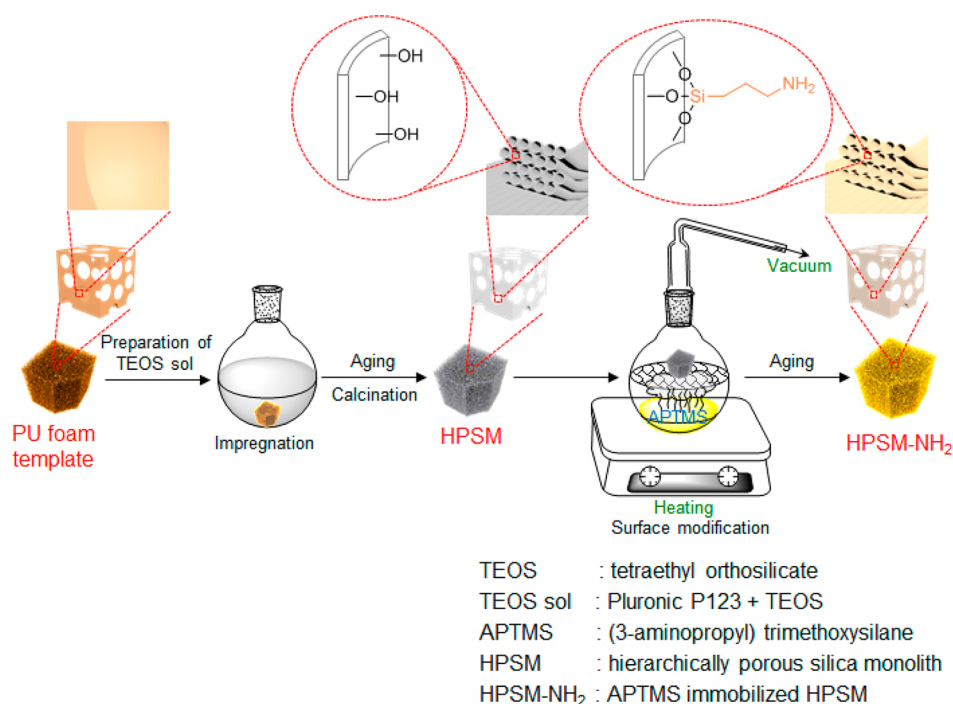 OH
OH
OH
O
O
Si
O
NH2
Vacuum
Preparation of
TEOS sol
Aging
Calcination
APTMS
Aging
PU foam
template
Impregnation
HPSM
HPSM-NH2
Heating
Surface modification
TEOS : tetraethyl orthosilicate
TEOS sol : Pluronic P123 + TEOS
APTMS : (3-aminopropyl) trimethoxysilane
HPSM : hierarchically porous silica monolith
HPSM-NH2 : APTMS immobilized HPSM